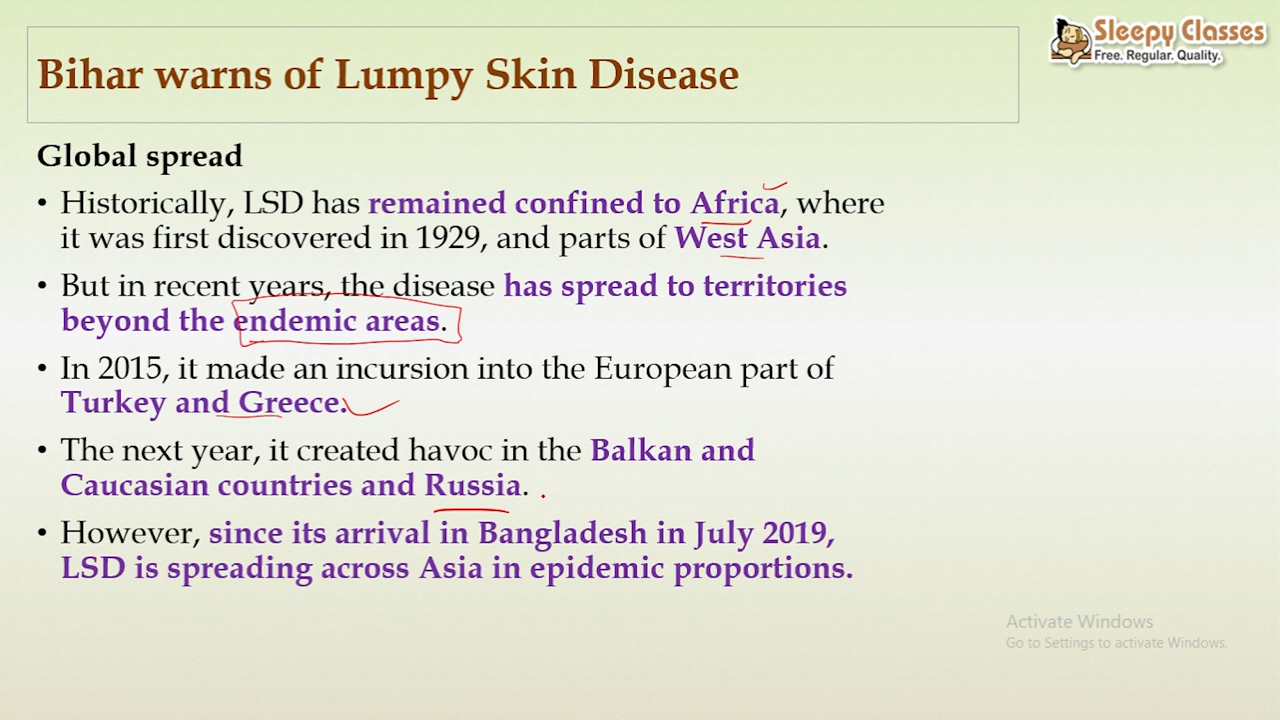 Sleepy Classes
Free. Regular. Quality.
Bihar warns of Lumpy Skin Disease
Global spread
• Historically, LSD has remained confined to Africa, where
it was first discovered in 1929, and parts of West Asia.
• But in recent years, the disease has spread to territories
beyond the endemic areas.
• In 2015, it made an incursion into the European part of
Turkey and Greece.
• The next year, it created havoc in the Balkan and
Caucasian countries and Russia.
• However, since its arrival in Bangladesh in July 2019,
LSD is spreading across Asia in epidemic proportions.
Activate Windows
Go to Settings to activate Windows.